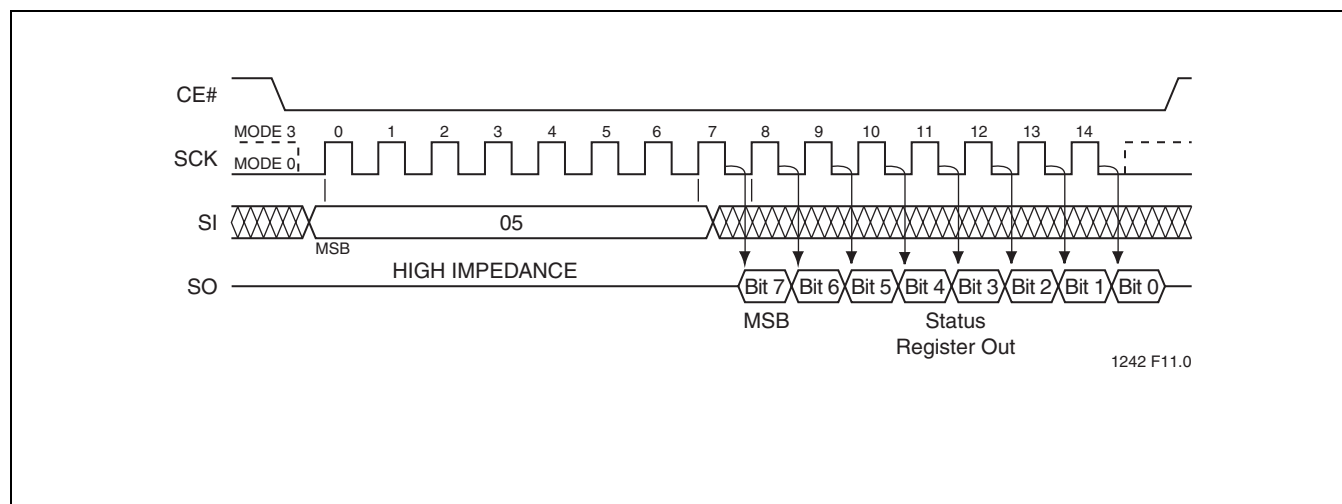 CE#
MODE 3 0 1 2 3 4 5 6 7 8 9 10 11 12 13 14
SCK
MODE 0
SI 05
MSB
HIGH IMPEDANCE
SO Bit 7 Bit 6 Bit 5 Bit 4 Bit 3 Bit 2 Bit 1 Bit 0
MSB Status
Register Out
1242 F11.0